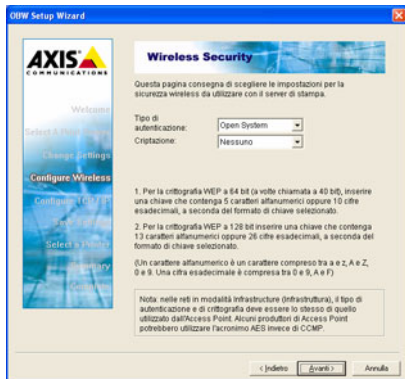 OBW Setup Wizard
AXIS
COMMUNICATIONS
Welcome
Change Settings
Configure Wireless
Wireless Security
Questa pagina consegna di scegliere le impostazioni per la
sicurezza wireless da utilizzare con il server di stampa.
Tipo di
autenticazione:
Open System
Criptazione:
Nessuno
1. Per la crittografia WEP a 64 bit (a volte chiamata a 40 bit), inserire
una chiave che contenga 5 caratteri alfanumerici oppure 10 cifre
esadecimali, a seconda del formato di chiave selezionato.
2. Per la crittografia WEP a 128 bit inserire una chiave che contenga
13 caratteri alfanumerici oppure 26 cifre esadecimali, a seconda del
formato di chiave selezionato.
(Un carattere alfanumerico è un carattere compreso tra a e z, A e Z,
0 e 9. Una cifra esadecimale è compresa tra 0 e 9, A e F)
Nota: nelle reti in modalità Infrastructure (Infrastruttura), il tipo di
autenticazione e di crittografia deve essere lo stesso di quello
utilizzato dall'Access Point. Alcuni produttori di Access Point
potrebbero utilizzare l'acronimo AES invece di CCMP.
< Indietro
Avanti >
Annulla